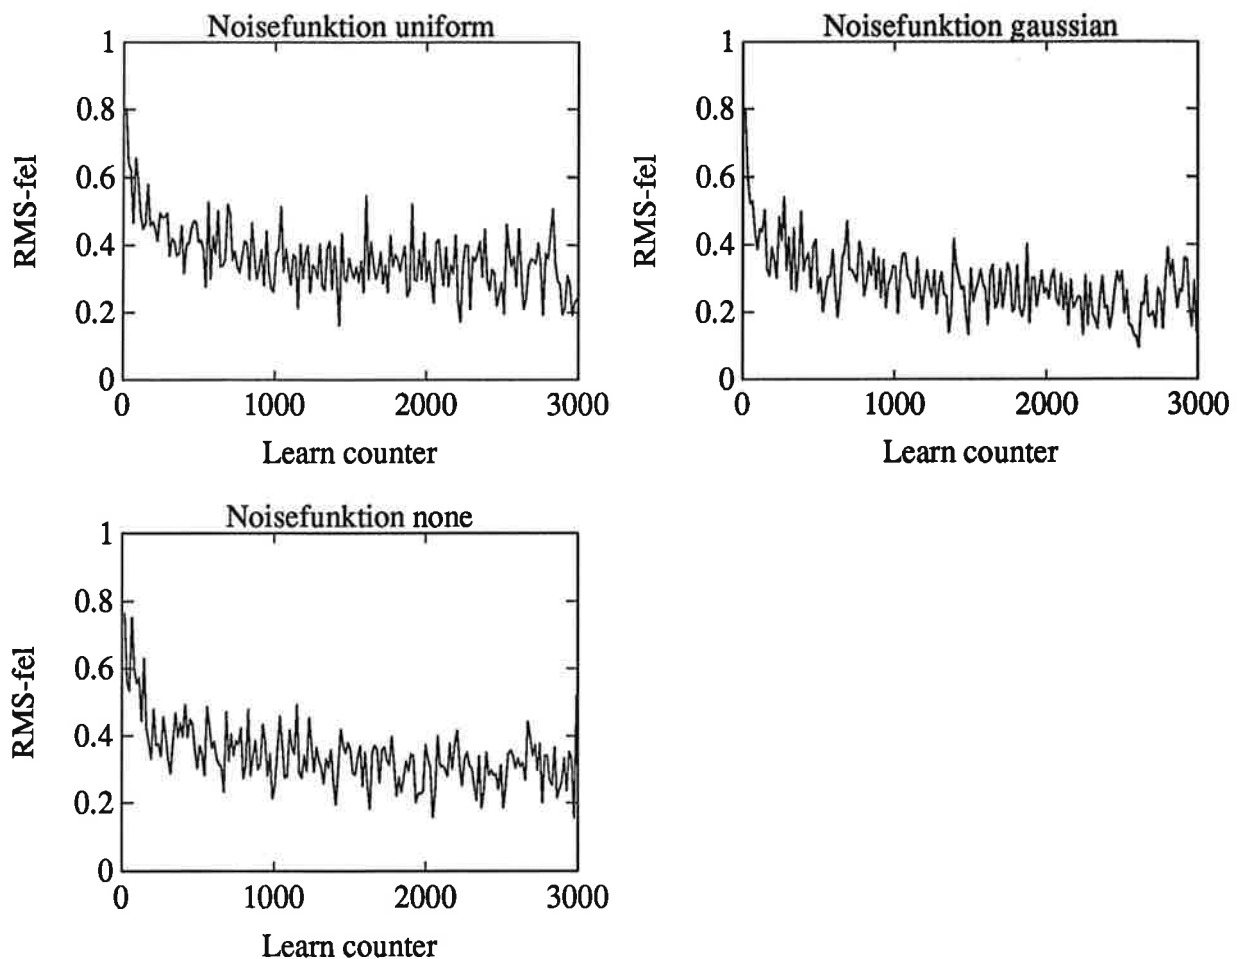 Noisefunktion uniform
1
0.8
0.6
0.4
0.2
0
RMS-fel
0 1000 2000 3000
Learn counter
Noisefunktion gaussian
1
0.8
0.6
0.4
0.2
0
RMS-fel
0 1000 2000 3000
Learn counter
Noisefunktion none
1
0.8
0.6
0.4
0.2
0
RMS-fel
0 1000 2000 3000
Learn counter